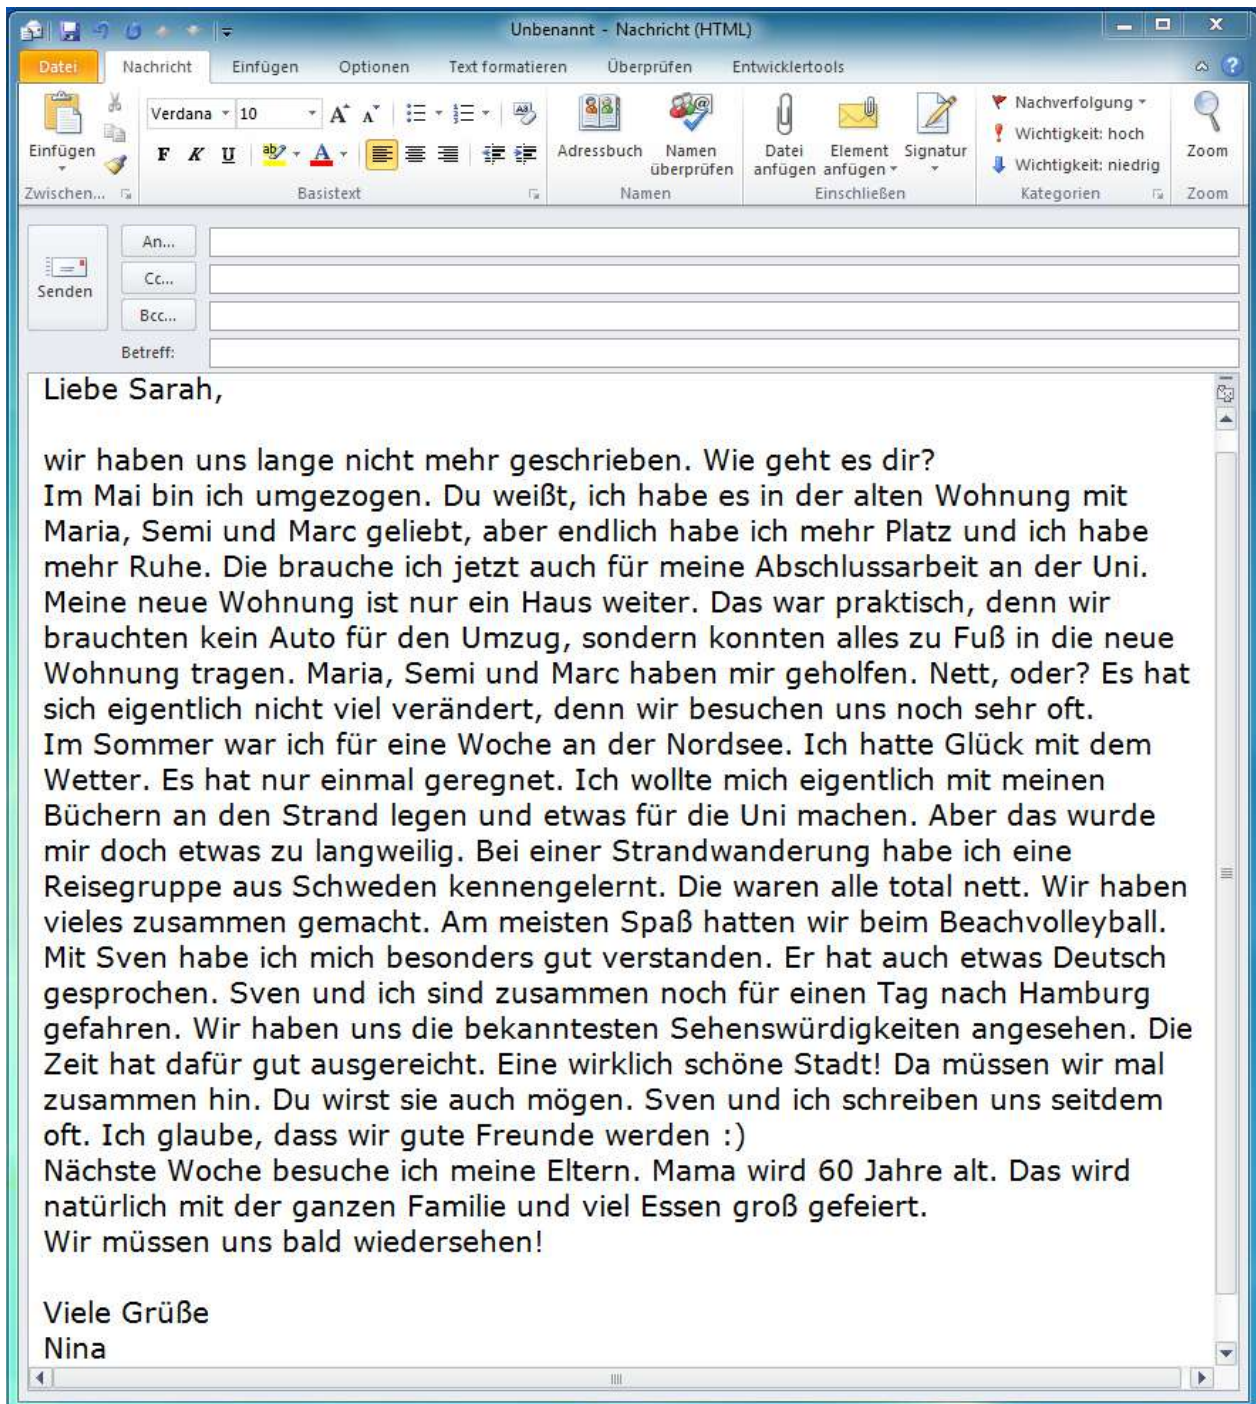 Unbenannt - Nachricht (HTML)
Datei Nachricht Einfügen Optionen Text formatieren Überprüfen Entwicklertools
Einfügen
Zwischen...
Verdana 10
F K U
Basistext
Adressbuch Namen überprüfen
Namen
Datei anfügen Element anfügen Signatur
Einschließen
Nachverfolgung
Wichtigkeit: hoch
Wichtigkeit: niedrig
Kategorien
Zoom
Zoom
Senden
An...
Cc...
Bcc...
Betreff:
Liebe Sarah,
wir haben uns lange nicht mehr geschrieben. Wie geht es dir?
Im Mai bin ich umgezogen. Du weißt, ich habe es in der alten Wohnung mit
Maria, Semi und Marc geliebt, aber endlich habe ich mehr Platz und ich habe
mehr Ruhe. Die brauche ich jetzt auch für meine Abschlussarbeit an der Uni.
Meine neue Wohnung ist nur ein Haus weiter. Das war praktisch, denn wir
brauchten kein Auto für den Umzug, sondern konnten alles zu Fuß in die neue
Wohnung tragen. Maria, Semi und Marc haben mir geholfen. Nett, oder? Es hat
sich eigentlich nicht viel verändert, denn wir besuchen uns noch sehr oft.
Im Sommer war ich für eine Woche an der Nordsee. Ich hatte Glück mit dem
Wetter. Es hat nur einmal geregnet. Ich wollte mich eigentlich mit meinen
Büchern an den Strand legen und etwas für die Uni machen. Aber das wurde
mir doch etwas zu langweilig. Bei einer Strandwanderung habe ich eine
Reisegruppe aus Schweden kennengelernt. Die waren alle total nett. Wir haben
vieles zusammen gemacht. Am meisten Spaß hatten wir beim Beachvolleyball.
Mit Sven habe ich mich besonders gut verstanden. Er hat auch etwas Deutsch
gesprochen. Sven und ich sind zusammen noch für einen Tag nach Hamburg
gefahren. Wir haben uns die bekanntesten Sehenswürdigkeiten angesehen. Die
Zeit hat dafür gut ausgereicht. Eine wirklich schöne Stadt! Da müssen wir mal
zusammen hin. Du wirst sie auch mögen. Sven und ich schreiben uns seitdem
oft. Ich glaube, dass wir gute Freunde werden :)
Nächste Woche besuche ich meine Eltern. Mama wird 60 Jahre alt. Das wird
natürlich mit der ganzen Familie und viel Essen groß gefeiert.
Wir müssen uns bald wiedersehen!
Viele Grüße
Nina